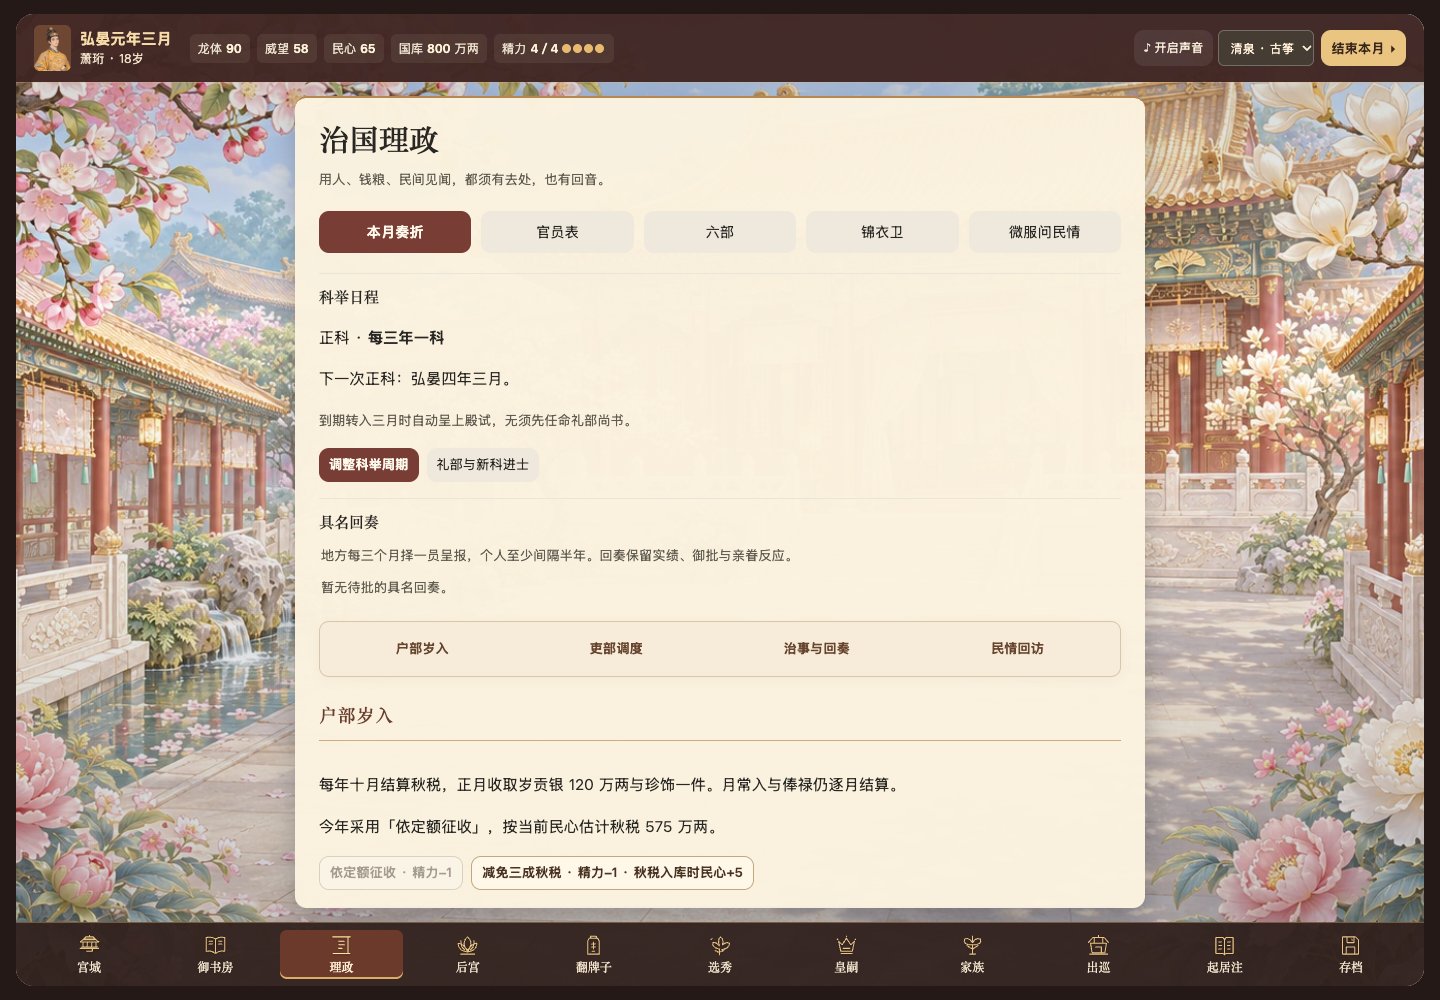 弘晏元年三月
萧珩 · 18岁
龙体 90
威望 58
民心 65
国库 800 万两
精力 4 / 4
♪ 开启声音
清泉 · 古筝
结束本月
治国理政
用人、钱粮、民间见闻，都须有去处，也有回音。
本月奏折
官员表
六部
锦衣卫
微服问民情
科举日程
正科 · 每三年一科
下一次正科：弘晏四年三月。
到期转入三月时自动呈上殿试，无须先任命礼部尚书。
调整科举周期
礼部与新科进士
具名回奏
地方每三个月择一员呈报，个人至少间隔半年。回奏保留实绩、御批与亲眷反应。
暂无待批的具名回奏。
户部岁入
吏部调度
治事与回奏
民情回访
户部岁入
每年十月结算秋税，正月收取岁贡银 120 万两与珍饰一件。月常入与俸禄仍逐月结算。
今年采用「依定额征收」，按当前民心估计秋税 575 万两。
依定额征收 · 精力−1
减免三成秋税 · 精力−1 · 秋税入库时民心+5
官城
御书房
理政
后宫
翻牌子
选秀
皇嗣
家族
出巡
起居注
存档